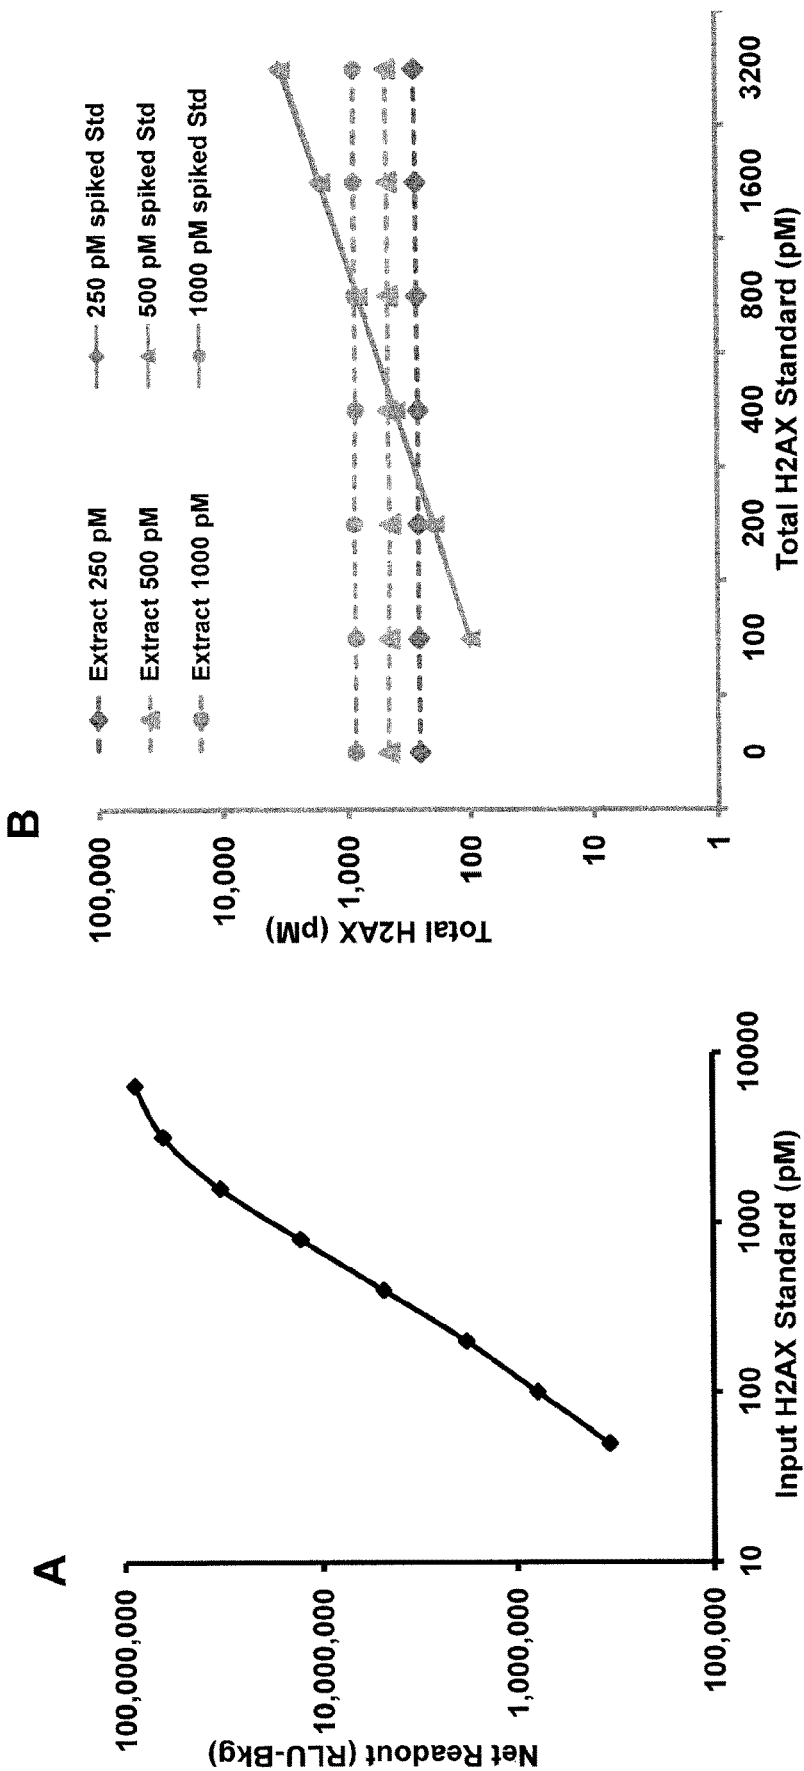 A
100,000,000
10,000,000
1,000,000
100,000
Net Readout (RLU-Bkg)
10
100
1000
10000
Input H2AX Standard (pM)
B
Extract 250 pM
250 pM spiked Std
Extract 500 pM
500 pM spiked Std
Extract 1000 pM
1000 pM spiked Std
100,000
10,000
1,000
100
10
1
Total H2AX (pM)
0
100
200
400
800
1600
3200
Total H2AX Standard (pM)